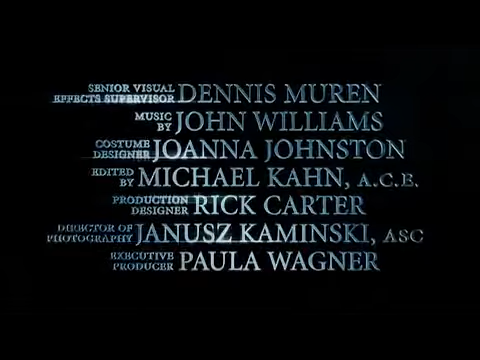 SENIOR VISUAL
EFFECTS SUPERVISOR DENNIS MUREN
MUSIC
BY JOHN WILLIAMS
COSTUME
DESIGNER JOANNA JOHNSTON
EDITED
BY MICHAEL KAHN, A.C.E.
PRODUCTION
DESIGNER RICK CARTER
DIRECTOR OF
PHOTOGRAPHY JANUSZ KAMINSKI, ASC
EXECUTIVE
PRODUCER PAULA WAGNER